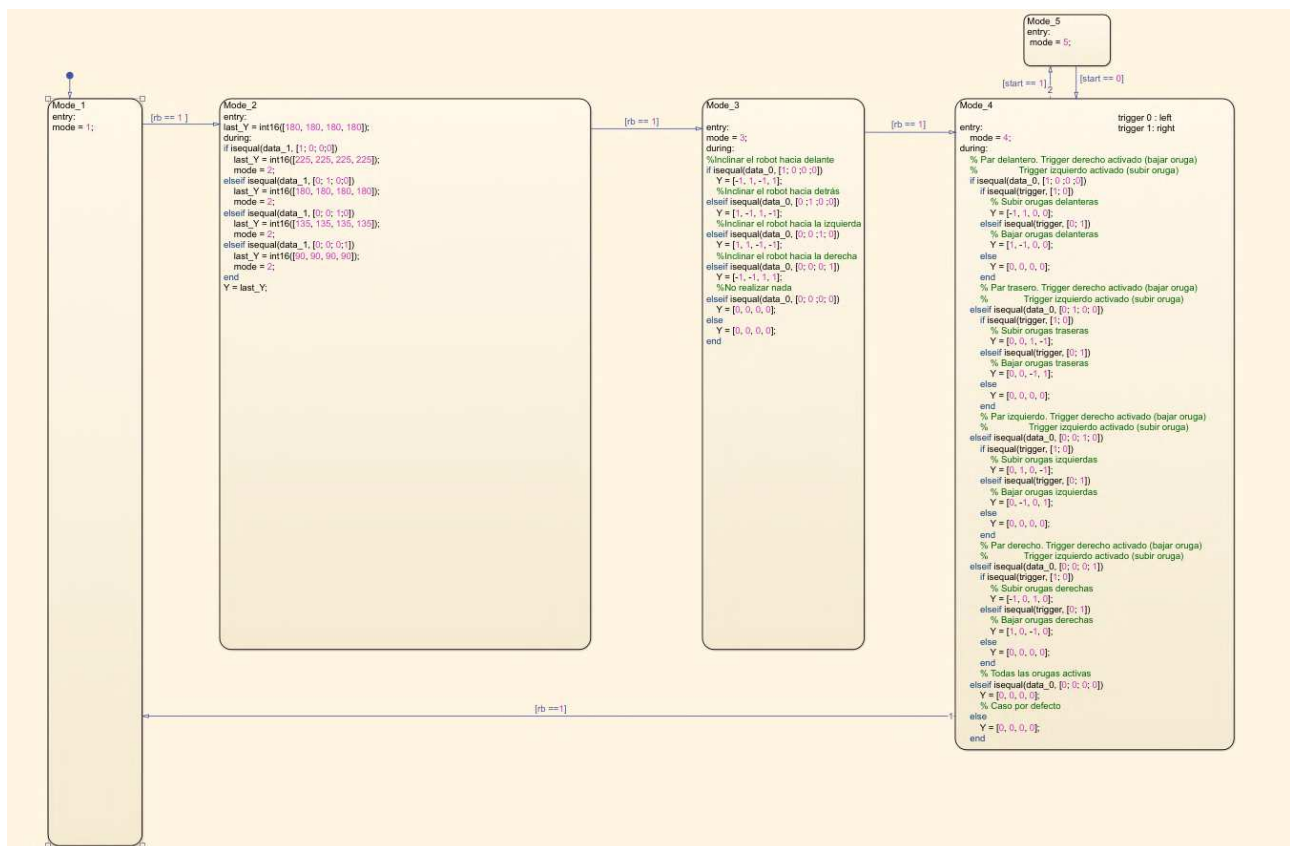 Mode_5
entry:
mode = 5;
[start == 1]
2
[start == 0]
Mode_1
entry:
mode = 1;
[rb == 1 ]
Mode_2
entry:
last_Y = int16([180, 180, 180, 180]);
during:
if isequal(data_1, [1; 0; 0;0])
last_Y = int16([225, 225, 225, 225]);
mode = 2;
elseif isequal(data_1, [0; 1; 0;0])
last_Y = int16([180, 180, 180, 180]);
mode = 2;
elseif isequal(data_1, [0; 0; 1;0])
last_Y = int16([135, 135, 135, 135]);
mode = 2;
elseif isequal(data_1, [0; 0; 0;1])
last_Y = int16([90, 90, 90, 90]);
mode = 2;
end
Y = last_Y;
[rb == 1]
Mode_3
entry:
mode = 3;
during:
%Inclinar el robot hacia delante
if isequal(data_0, [1; 0 ;0 ;0])
Y = [-1, 1, -1, 1];
%Inclinar el robot hacia detrás
elseif isequal(data_0, [0 ;1 ;0 ;0])
Y = [1, -1, 1, -1];
%Inclinar el robot hacia la izquierda
elseif isequal(data_0, [0; 0 ;1; 0])
Y = [1, 1, -1, -1];
%Inclinar el robot hacia la derecha
elseif isequal(data_0, [0; 0; 0; 1])
Y = [-1, -1, 1, 1];
%No realizar nada
elseif isequal(data_0, [0; 0 ;0; 0])
Y = [0, 0, 0, 0];
else
Y = [0, 0, 0, 0];
end
[rb == 1]
Mode_4
trigger 0 : left
trigger 1: right
entry:
mode = 4;
during:
% Par delantero. Trigger derecho activado (bajar oruga)
% Trigger izquierdo activado (subir oruga)
if isequal(data_0, [1; 0 ;0 ;0])
if isequal(trigger, [1; 0])
% Subir orugas delanteras
Y = [-1, 1, 0, 0];
elseif isequal(trigger, [0; 1])
% Bajar orugas delanteras
Y = [1, -1, 0, 0];
else
Y = [0, 0, 0, 0];
end
% Par trasero. Trigger derecho activado (bajar oruga)
% Trigger izquierdo activado (subir oruga)
elseif isequal(data_0, [0; 1; 0; 0])
if isequal(trigger, [1; 0])
% Subir orugas traseras
Y = [0, 0, 1, -1];
elseif isequal(trigger, [0; 1])
% Bajar orugas traseras
Y = [0, 0, -1, 1];
else
Y = [0, 0, 0, 0];
end
% Par izquierdo. Trigger derecho activado (bajar oruga)
% Trigger izquierdo activado (subir oruga)
elseif isequal(data_0, [0; 0; 1; 0])
if isequal(trigger, [1; 0])
% Subir orugas izquierdas
Y = [0, 1, 0, -1];
elseif isequal(trigger, [0; 1])
% Bajar orugas izquierdas
Y = [0, -1, 0, 1];
else
Y = [0, 0, 0, 0];
end
% Par derecho. Trigger derecho activado (bajar oruga)
% Trigger izquierdo activado (subir oruga)
elseif isequal(data_0, [0; 0; 0; 1])
if isequal(trigger, [1; 0])
% Subir orugas derechas
Y = [-1, 0, 1, 0];
elseif isequal(trigger, [0; 1])
% Bajar orugas derechas
Y = [1, 0, -1, 0];
else
Y = [0, 0, 0, 0];
end
% Todas las orugas activas
elseif isequal(data_0, [0; 0; 0; 0])
Y = [0, 0, 0, 0];
% Caso por defecto
else
Y = [0, 0, 0, 0];
end
[rb ==1]
1